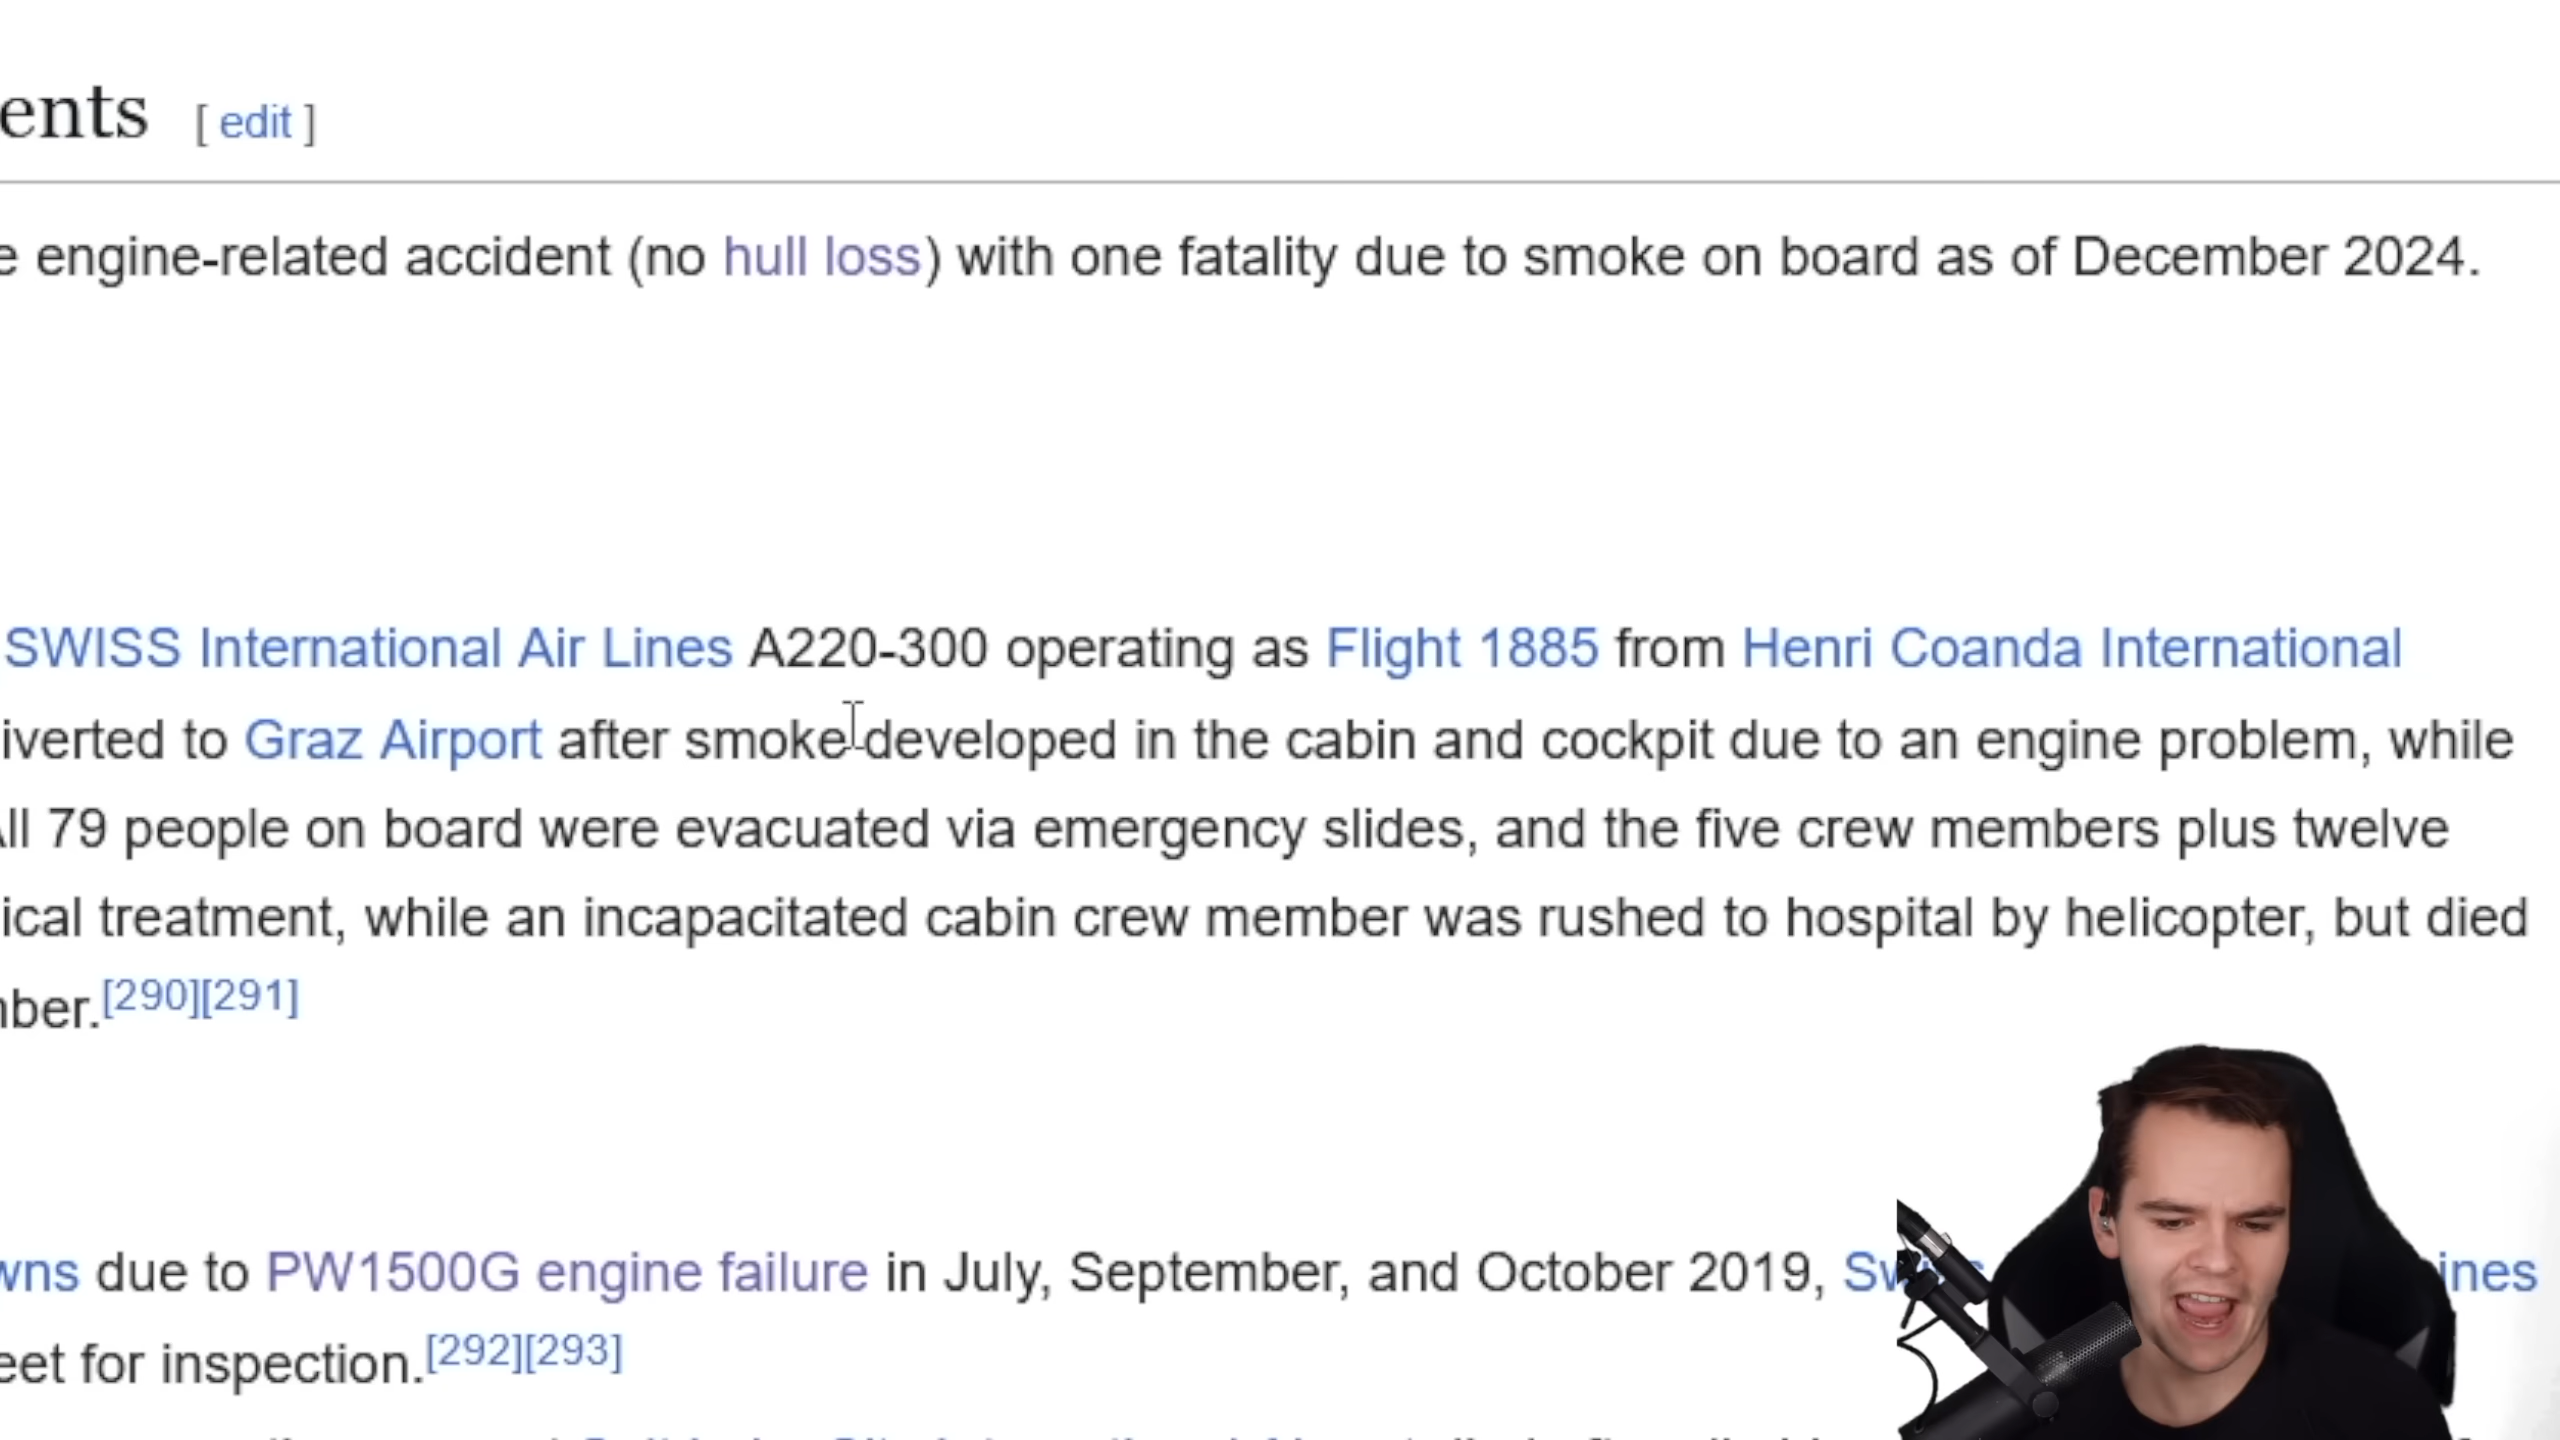 ents [ edit ]
e engine-related accident (no hull loss) with one fatality due to smoke on board as of December 2024.
SWISS International Air Lines A220-300 operating as Flight 1885 from Henri Coanda International
iverted to Graz Airport after smoke developed in the cabin and cockpit due to an engine problem, while
ll 79 people on board were evacuated via emergency slides, and the five crew members plus twelve
ical treatment, while an incapacitated cabin crew member was rushed to hospital by helicopter, but died
ber.[290][291]
wns due to PW1500G engine failure in July, September, and October 2019, Sw ines
eet for inspection.[292][293]